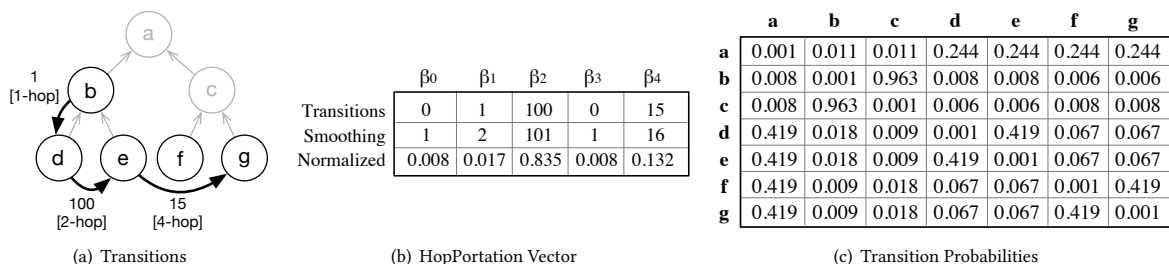 a
1
[1-hop]
b
c
d
e
f
g
100
[2-hop]
15
[4-hop]
(a) Transitions
β0 β1 β2 β3 β4
Transitions 0 1 100 0 15
Smoothing 1 2 101 1 16
Normalized 0.008 0.017 0.835 0.008 0.132
(b) HopPortation Vector
a b c d e f g
a 0.001 0.011 0.011 0.244 0.244 0.244 0.244
b 0.008 0.001 0.963 0.008 0.008 0.006 0.006
c 0.008 0.963 0.001 0.006 0.006 0.008 0.008
d 0.419 0.018 0.009 0.001 0.419 0.067 0.067
e 0.419 0.018 0.009 0.419 0.001 0.067 0.067
f 0.419 0.009 0.018 0.067 0.067 0.001 0.419
g 0.419 0.009 0.018 0.067 0.067 0.419 0.001
(c) Transition Probabilities